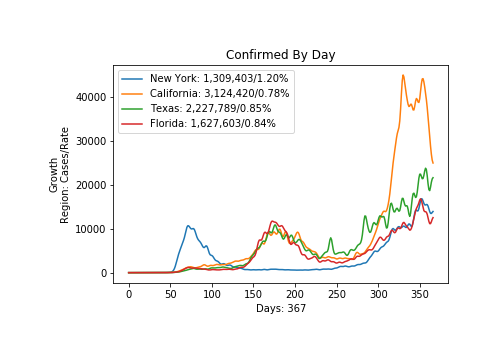 Confirmed By Day
New York: 1,309,403/1.20%
California: 3,124,420/0.78%
Texas: 2,227,789/0.85%
Florida: 1,627,603/0.84%
Growth
Region: Cases/Rate
40000
30000
20000
10000
0
0 50 100 150 200 250 300 350
Days: 367